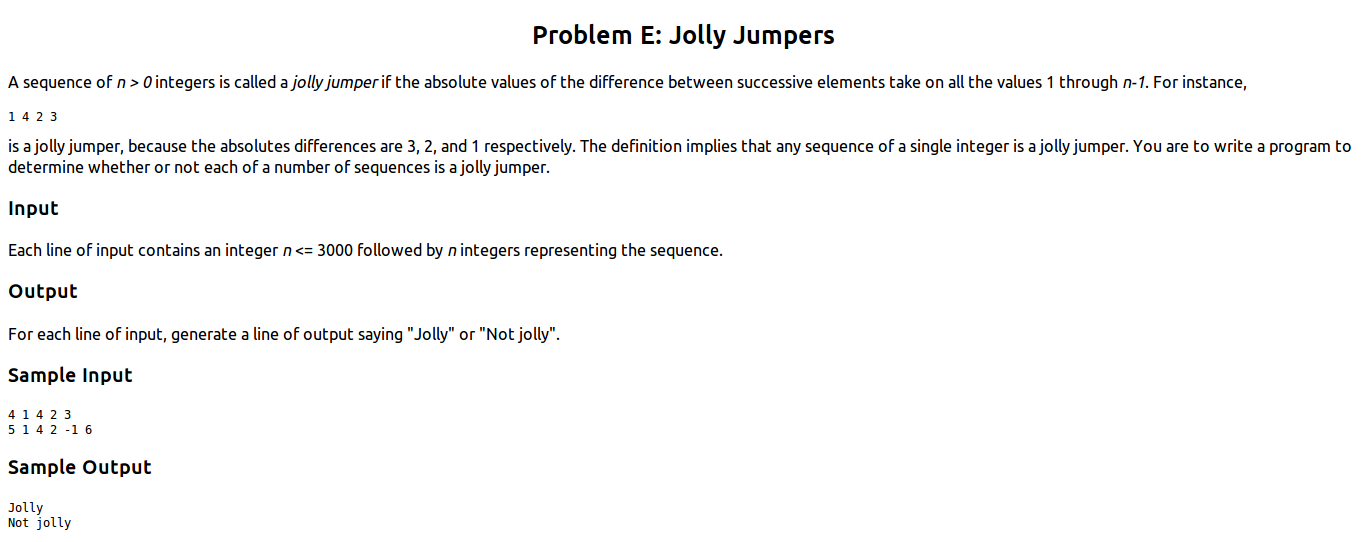 Problem E: Jolly Jumpers
A sequence of n > 0 integers is called a jolly jumper if the absolute values of the difference between successive elements take on all the values 1 through n-1. For instance,
1 4 2 3
is a jolly jumper, because the absolutes differences are 3, 2, and 1 respectively. The definition implies that any sequence of a single integer is a jolly jumper. You are to write a program to
determine whether or not each of a number of sequences is a jolly jumper.
Input
Each line of input contains an integer n <= 3000 followed by n integers representing the sequence.
Output
For each line of input, generate a line of output saying "Jolly" or "Not jolly".
Sample Input
4 1 4 2 3
5 1 4 2 -1 6
Sample Output
Jolly
Not jolly